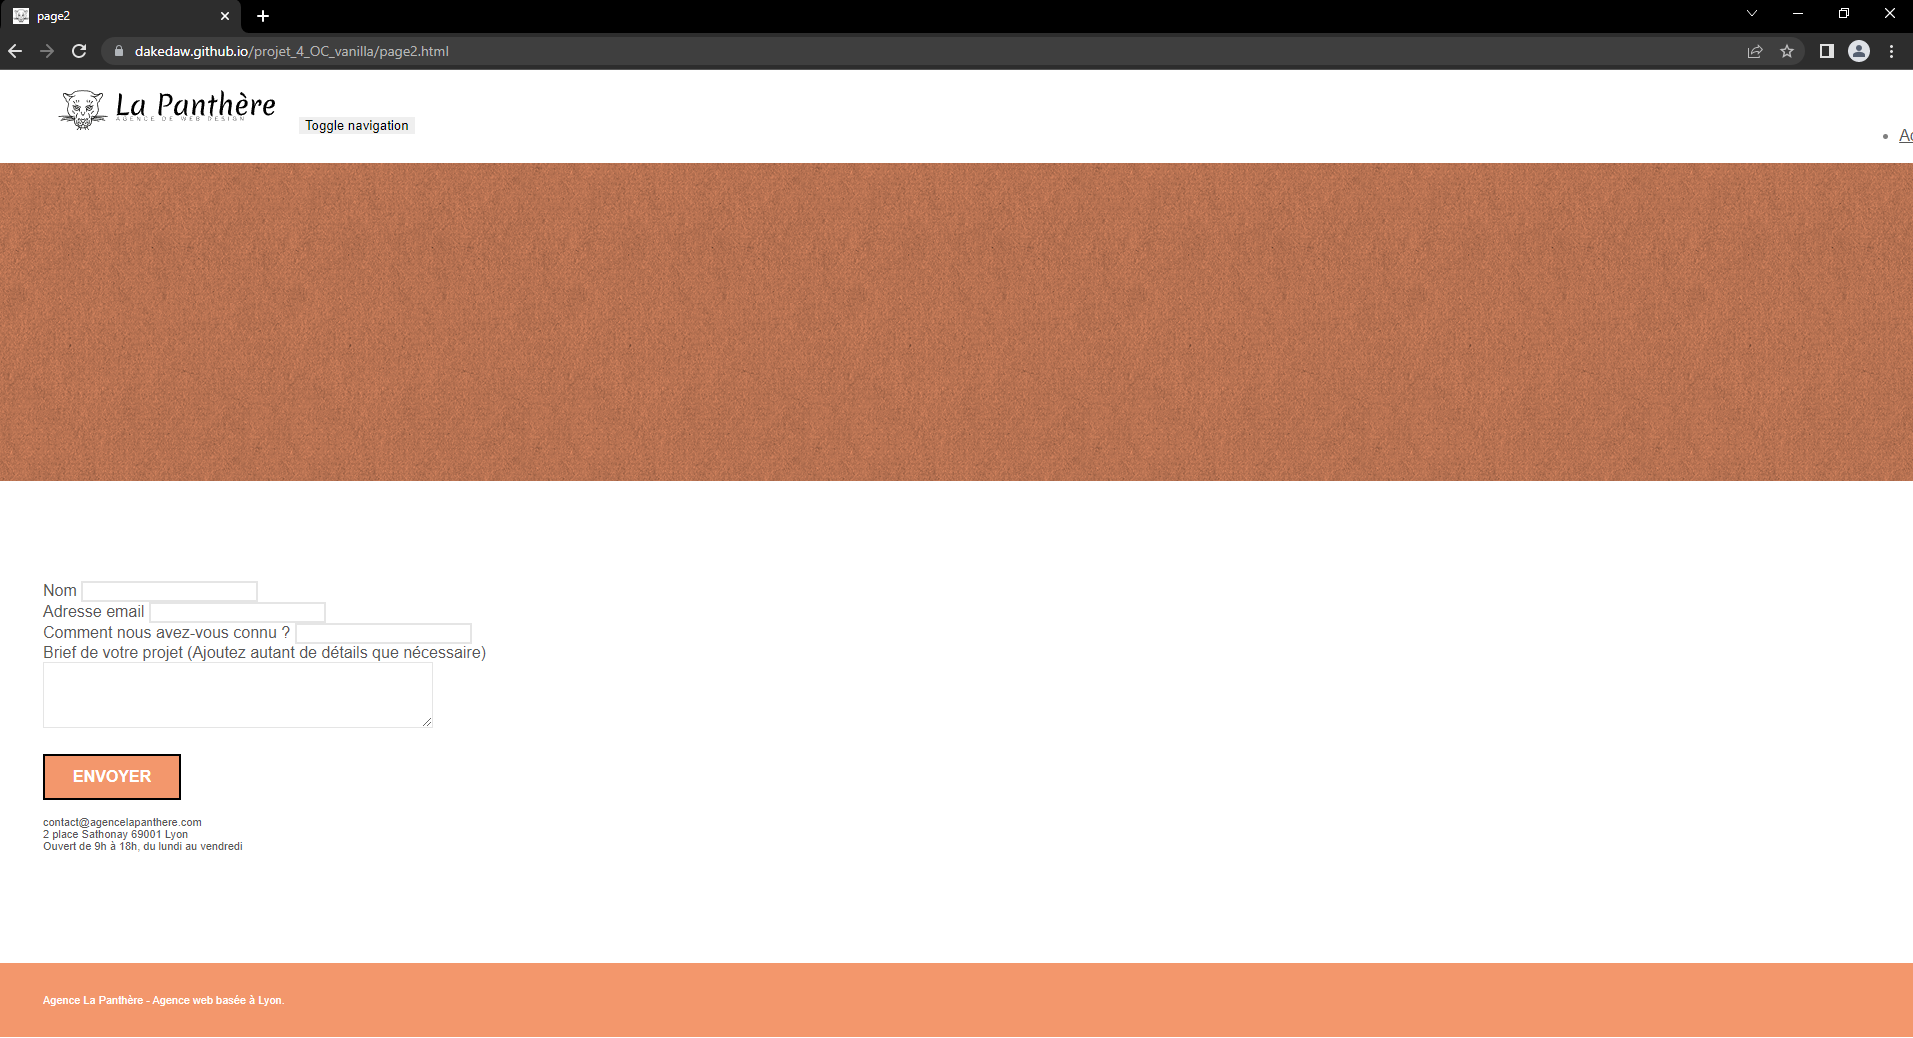 page2
dakedaw.github.io/projet_4_OC_vanilla/page2.html
La Panthère
AGENCE DE WEB DESIGN
Toggle navigation
Nom
Adresse email
Comment nous avez-vous connu ?
Brief de votre projet (Ajoutez autant de détails que nécessaire)
ENVOYER
contact@agencelapanthere.com
2 place Sathonay 69001 Lyon
Ouvert de 9h à 18h, du lundi au vendredi
Agence La Panthère - Agence web basée à Lyon.